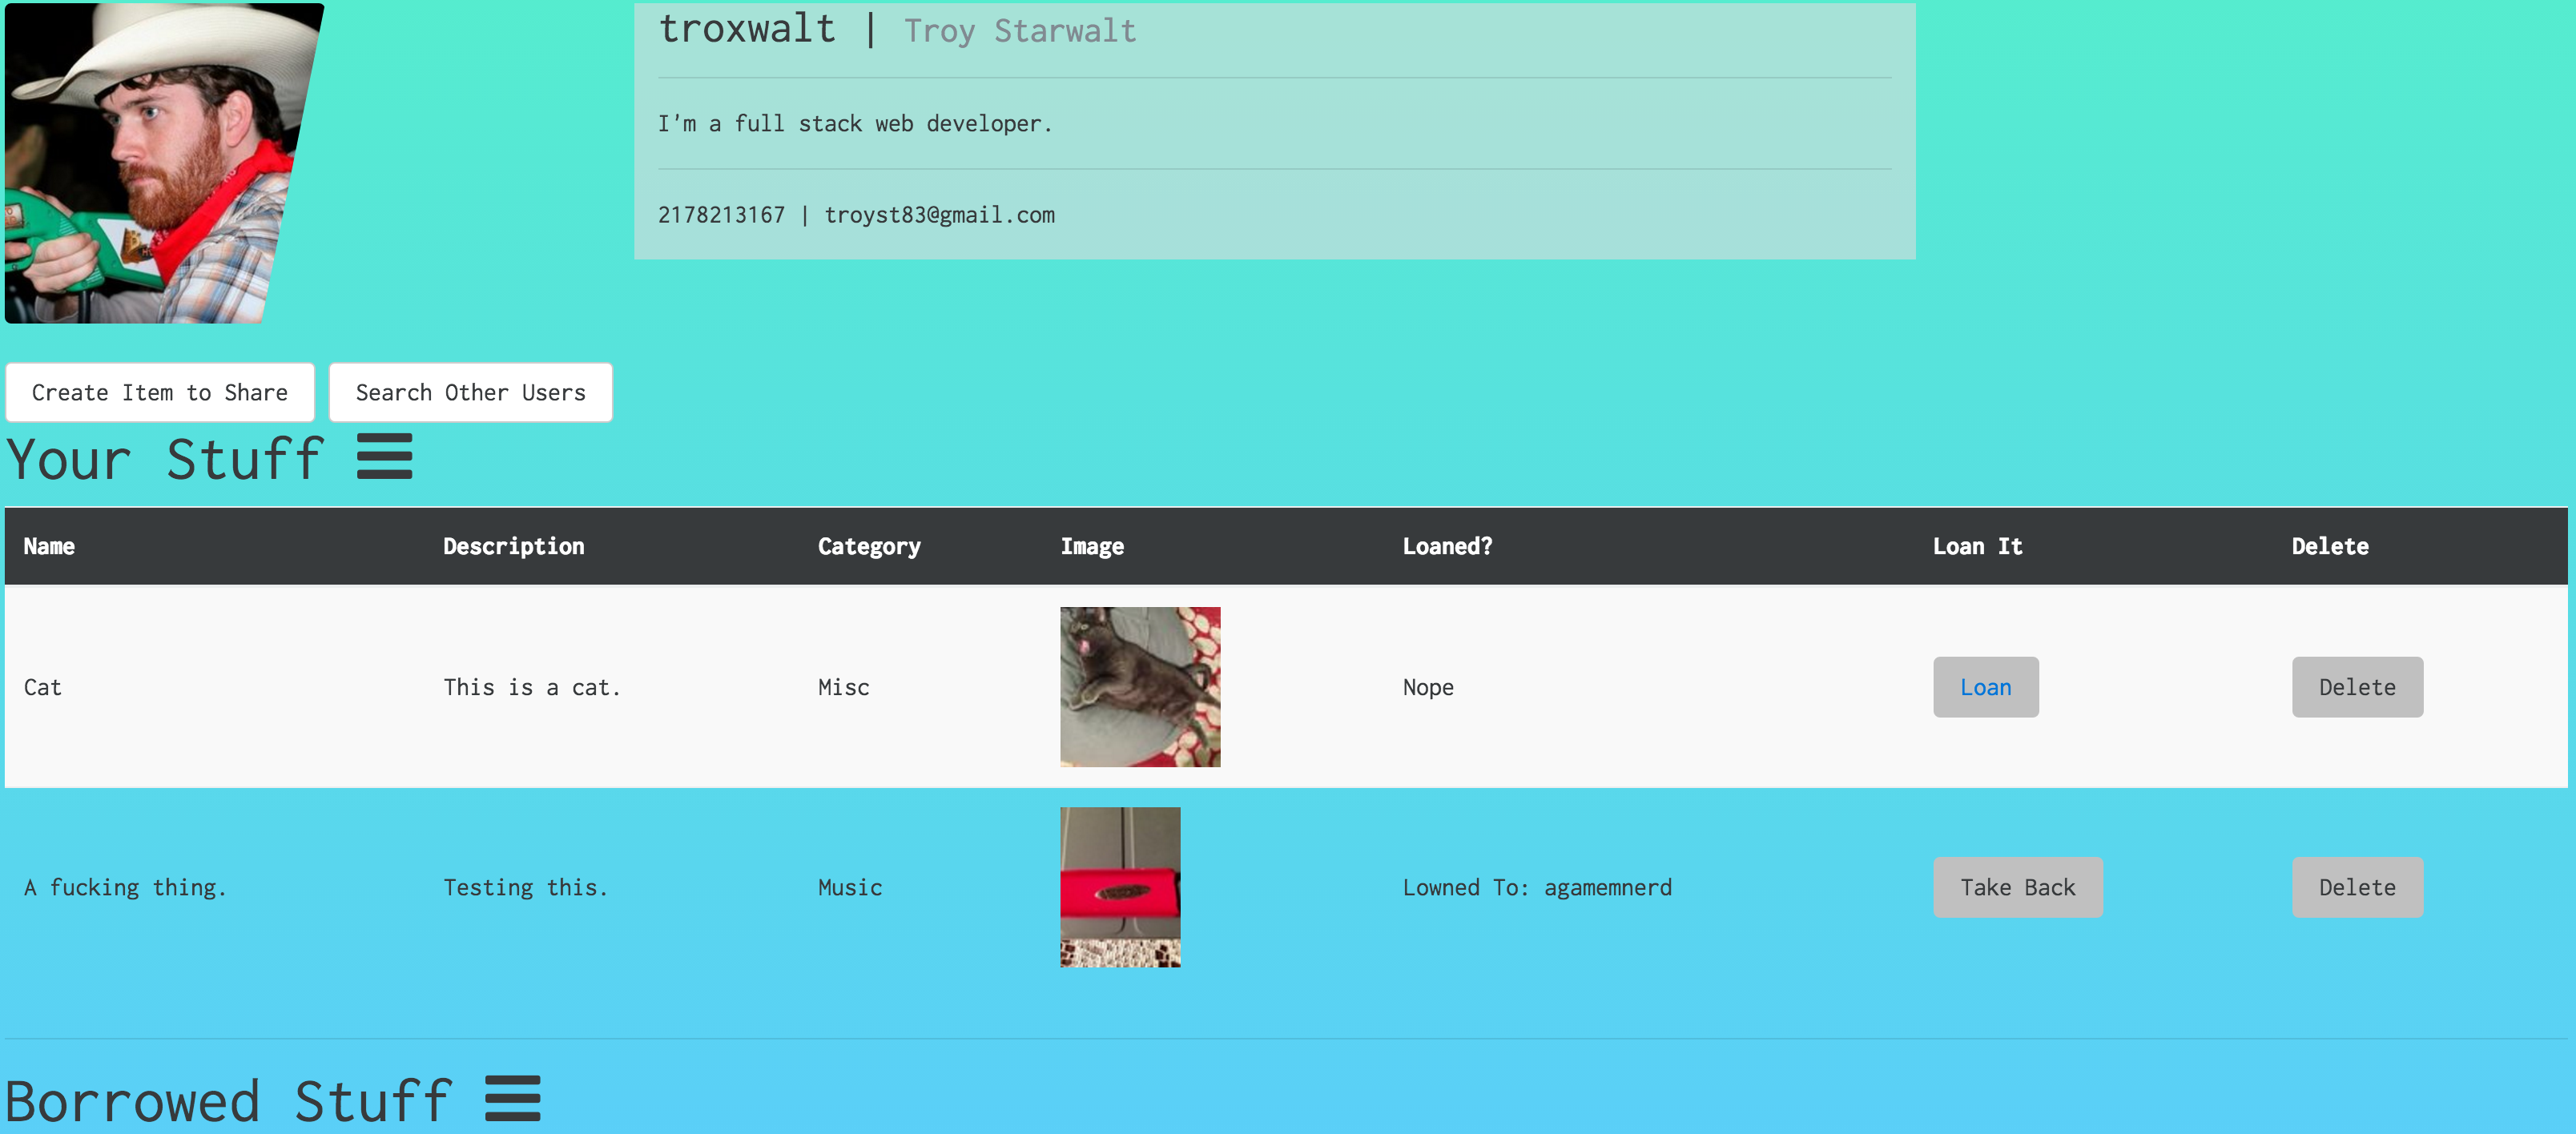 troxwalt | Troy Starwalt
I'm a full stack web developer.
2178213167 | troyst83@gmail.com
Create Item to Share Search Other Users
Your Stuff
Name Description Category Image Loaned? Loan It Delete
Cat This is a cat. Misc Nope Loan Delete
A fucking thing. Testing this. Music Lowned To: agamemnerd Take Back Delete
Borrowed Stuff